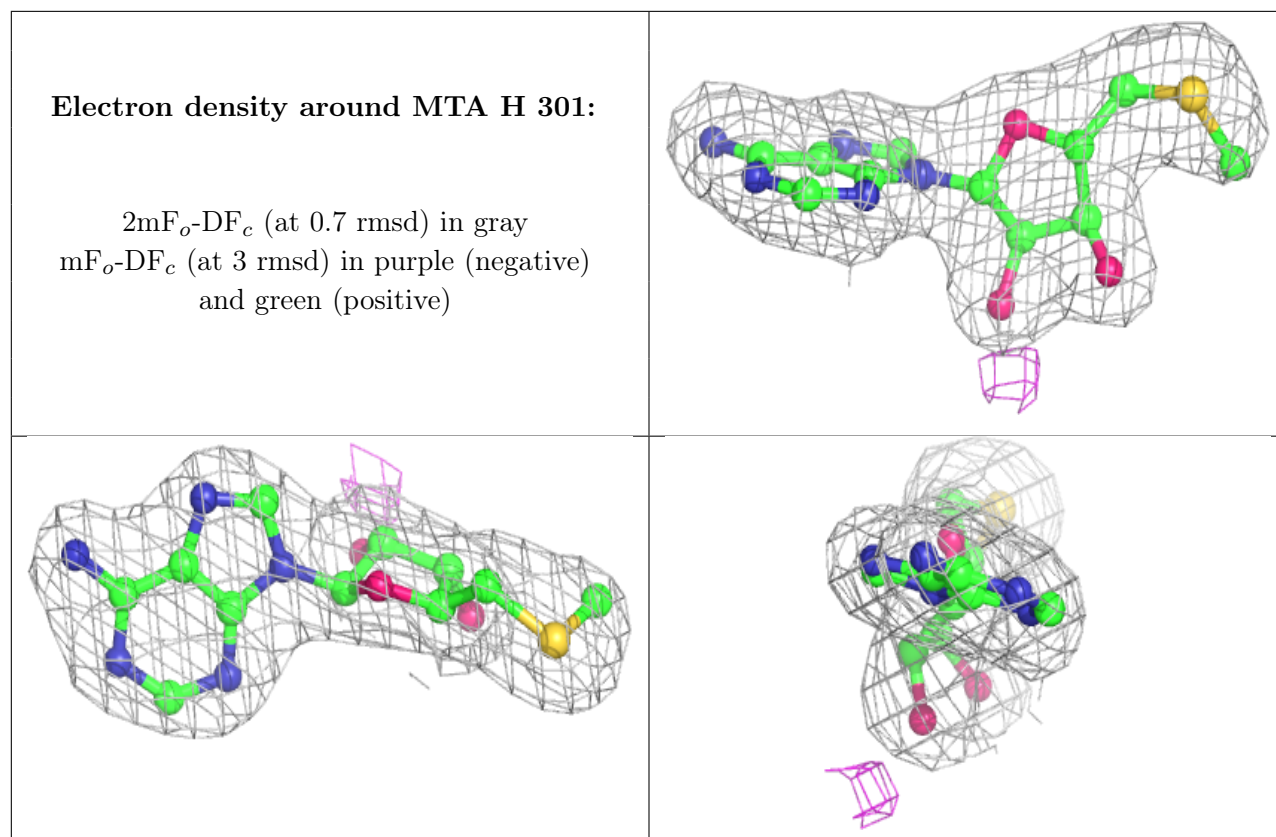 Electron density around MTA H 301:
2mFo-DFc (at 0.7 rmsd) in gray
mFo-DFc (at 3 rmsd) in purple (negative)
and green (positive)